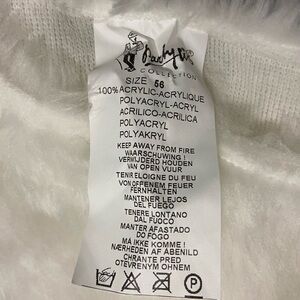 COLLECTION
SIZE 56
100% ACRYLIC-ACRYLIQUE
POLYACRYL-ACRYL
ACRILICO-ACRILICA
POLYACRYL
POLYAKRYL
KEEP AWAY FROM FIRE
WAARSCHUWING !
VERWIJDERD HOUDEN
VAN OPEN VUUR
TENIR ELOIGNE DU FEU
VON OFFENEM FEUER
FERNHALTEN
MANTENER LEJOS
DEL FUEGO
TENERE LONTANO
DAL FUOCO
MANTER AFASTADO
DO FOGO
MÅ IKKE KOMME I
NÆRHEDEN AF ÅBENILD
CHRANTE PRED
OTEVRENYM OHNEM